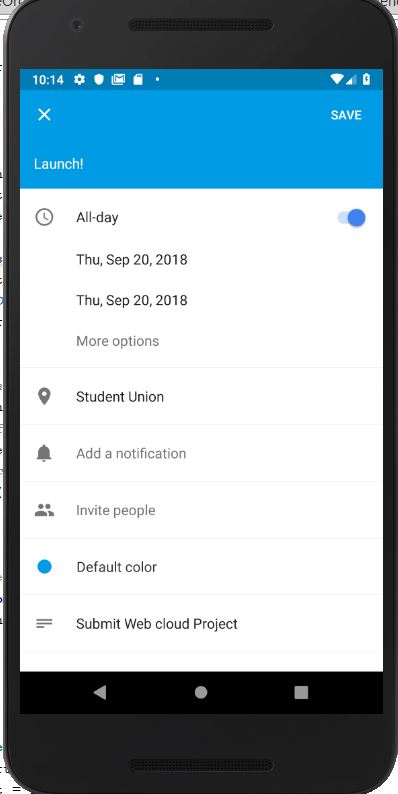 10:14
SAVE
Launch!
All-day
Thu, Sep 20, 2018
Thu, Sep 20, 2018
More options
Student Union
Add a notification
Invite people
Default color
Submit Web cloud Project